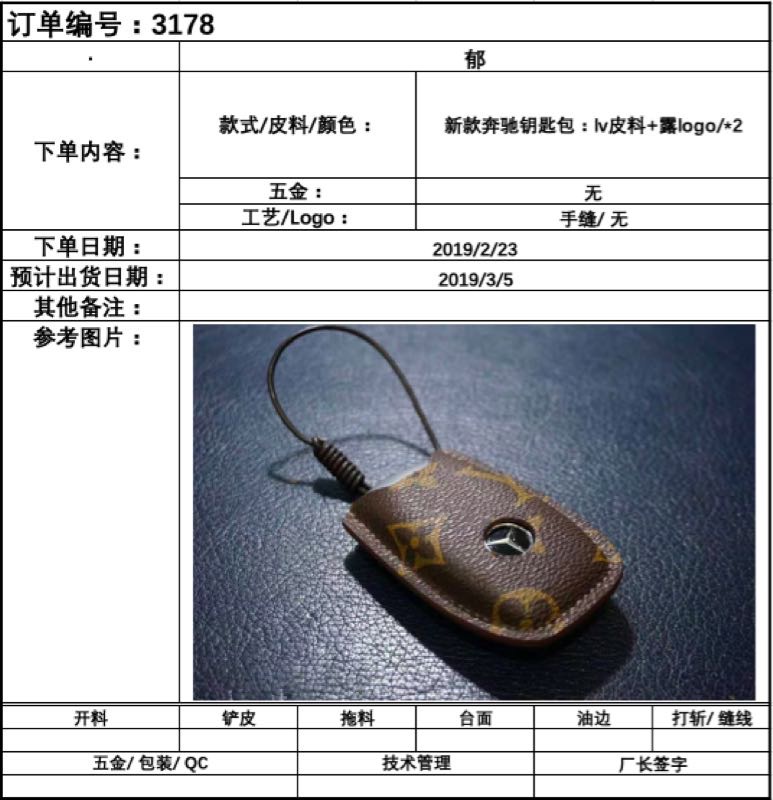 订单编号：3178
·
郁
下单内容：
款式/皮料/颜色：
新款奔驰钥匙包：lv皮料+露logo/*2
五金：
无
工艺/Logo：
手缝/ 无
下单日期：
2019/2/23
预计出货日期：
2019/3/5
其他备注：
参考图片：
开料
铲皮
拖料
台面
油边
打斩/ 缝线
五金/ 包装/ QC
技术管理
厂长签字